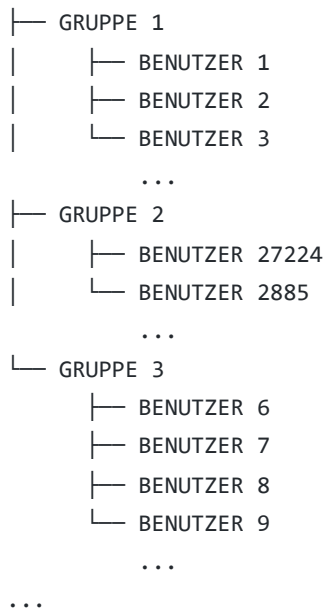 ├── GRUPPE 1
│     ├── BENUTZER 1
│     ├── BENUTZER 2
│     └── BENUTZER 3
          ...
├── GRUPPE 2
│     ├── BENUTZER 27224
│     └── BENUTZER 2885
          ...
└── GRUPPE 3
      ├── BENUTZER 6
      ├── BENUTZER 7
      ├── BENUTZER 8
      └── BENUTZER 9
          ...
...